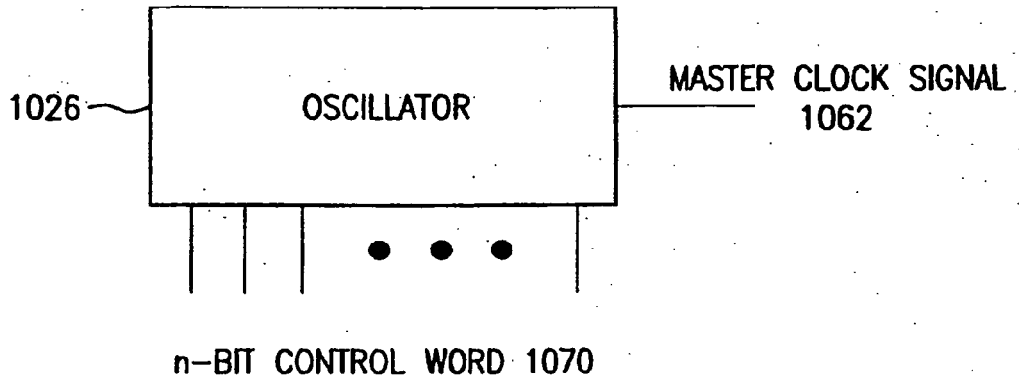 1026
OSCILLATOR
MASTER CLOCK SIGNAL
1062
n-BIT CONTROL WORD 1070